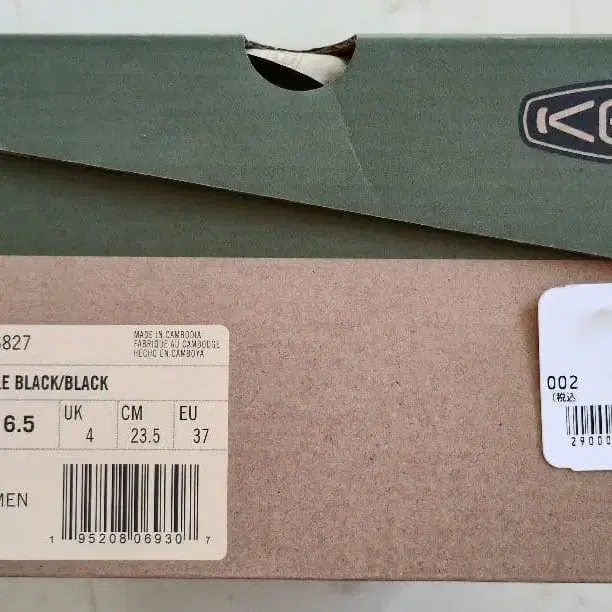 KE
6827
MADE IN CAMBODIA
FABRIQUÉ AU CAMBODGE
HECHO EN CAMBOYA
LE BLACK/BLACK
6.5
UK
4
CM
23.5
EU
37
MEN
1 95208 06930 7
002
(税込
29000